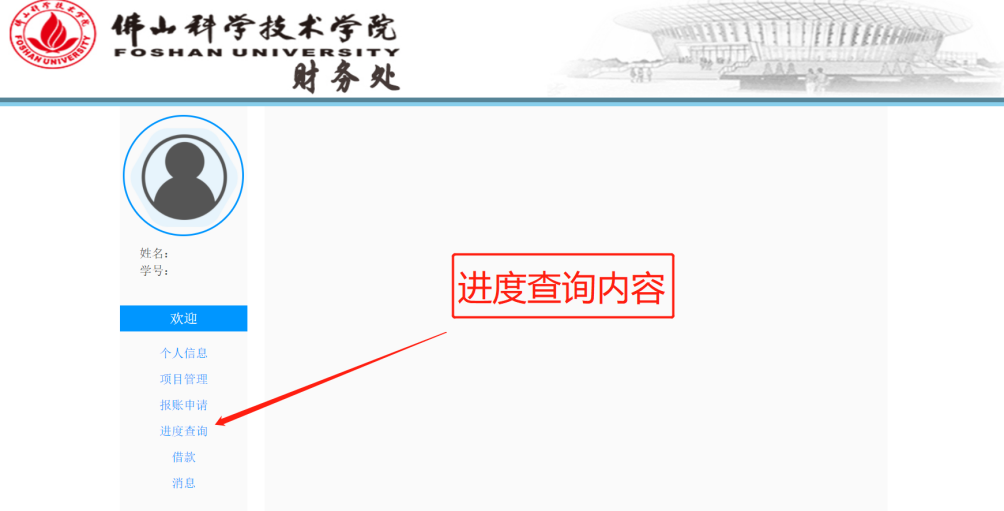 佛山科学技术学院
FOSHAN UNIVERSITY
财务处
姓名：
学号：
欢迎
个人信息
项目管理
报账申请
进度查询
借款
消息
进度查询内容